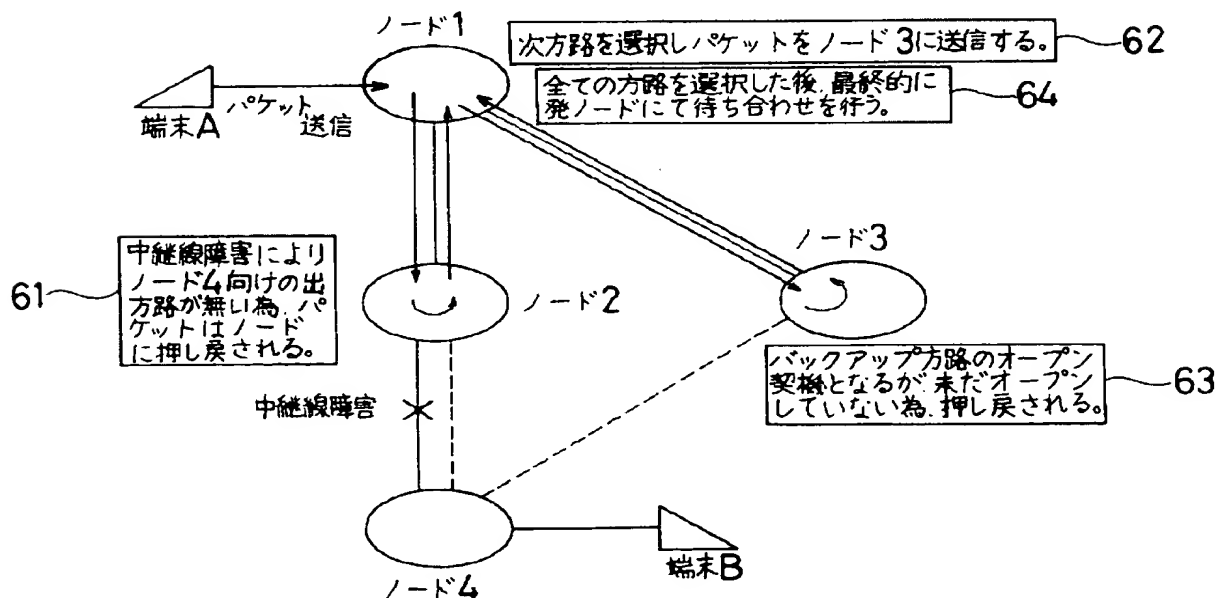 ノード1
次方路を選択しパケットをノード3に送信する。
62
全ての方路を選択した後、最終的に
発ノードにて待ち合わせを行う。
64
端末A
パケット
送信
61
中継線障害により
ノード4向けの出
方路が無い為、パ
ケットはノード
に押し戻される。
ノード2
ノード3
バックアップ方路のオープン
契機となるが、未だオープン
していない為、押し戻される。
63
中継線障害
ノード4
端末B